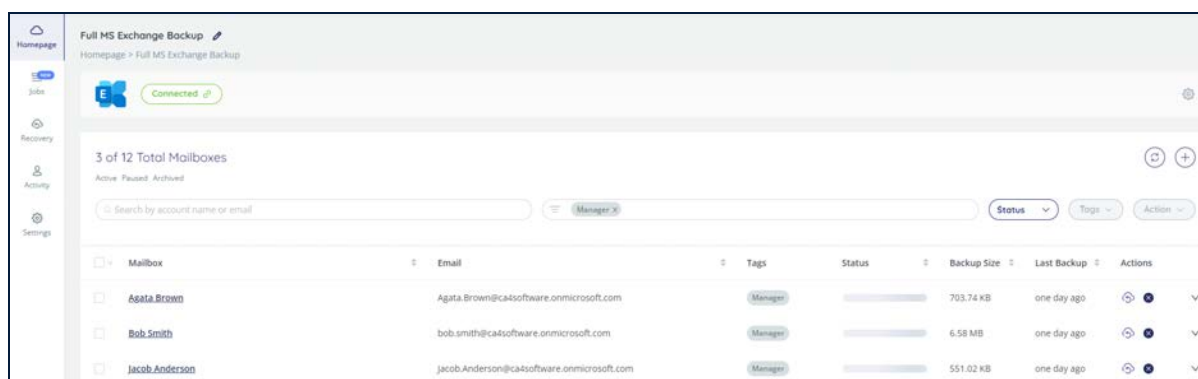 Full MS Exchange Backup
Homepage > Full MS Exchange Backup
Homepage
new
Jobs
Recovery
Activity
Settings
E
Connected
3 of 12 Total Mailboxes
Active Paused Archived
Search by account name or email
Manager x
Status
Tags
Action
Mailbox Email Tags Status Backup Size Last Backup Actions
Agata Brown Agata.Brown@ca4software.onmicrosoft.com Manager 703.74 KB one day ago
Bob Smith bob.smith@ca4software.onmicrosoft.com Manager 6.58 MB one day ago
Jacob Anderson Jacob.Anderson@ca4software.onmicrosoft.com Manager 551.02 KB one day ago